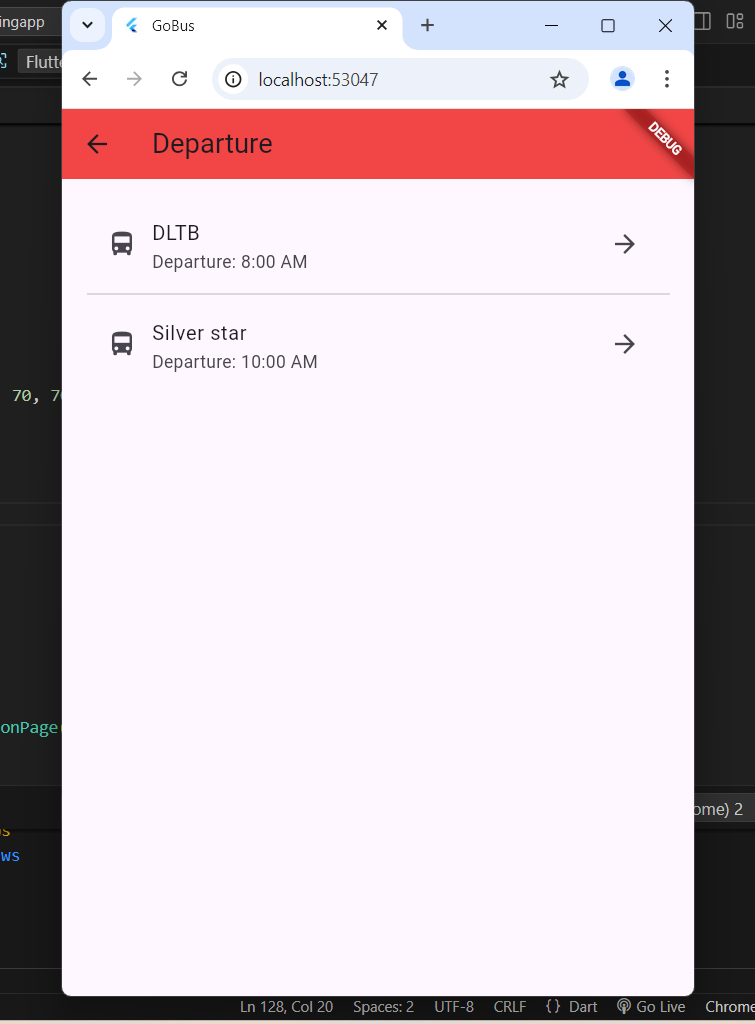 ingapp
GoBus
Flutte
localhost:53047
Departure
DEBUG
DLTB
Departure: 8:00 AM
Silver star
Departure: 10:00 AM
70, 70
onPage(
ome) 2
s
ws
Ln 128, Col 20 Spaces: 2 UTF-8 CRLF {} Dart Go Live Chrome